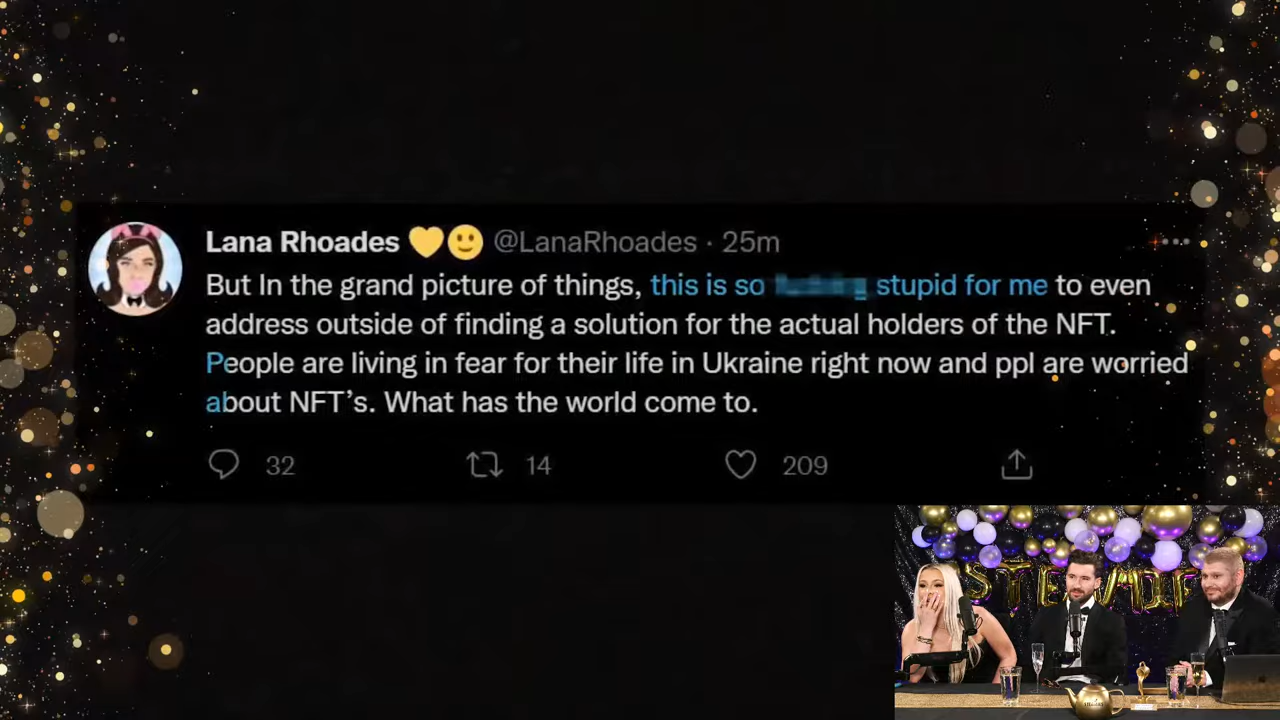 Lana Rhoades 💛🙂 @LanaRhoades · 25m
But In the grand picture of things, this is so stupid for me to even
address outside of finding a solution for the actual holders of the NFT.
People are living in fear for their life in Ukraine right now and ppl are worried
about NFT’s. What has the world come to.
32 14 209
STEAMIE